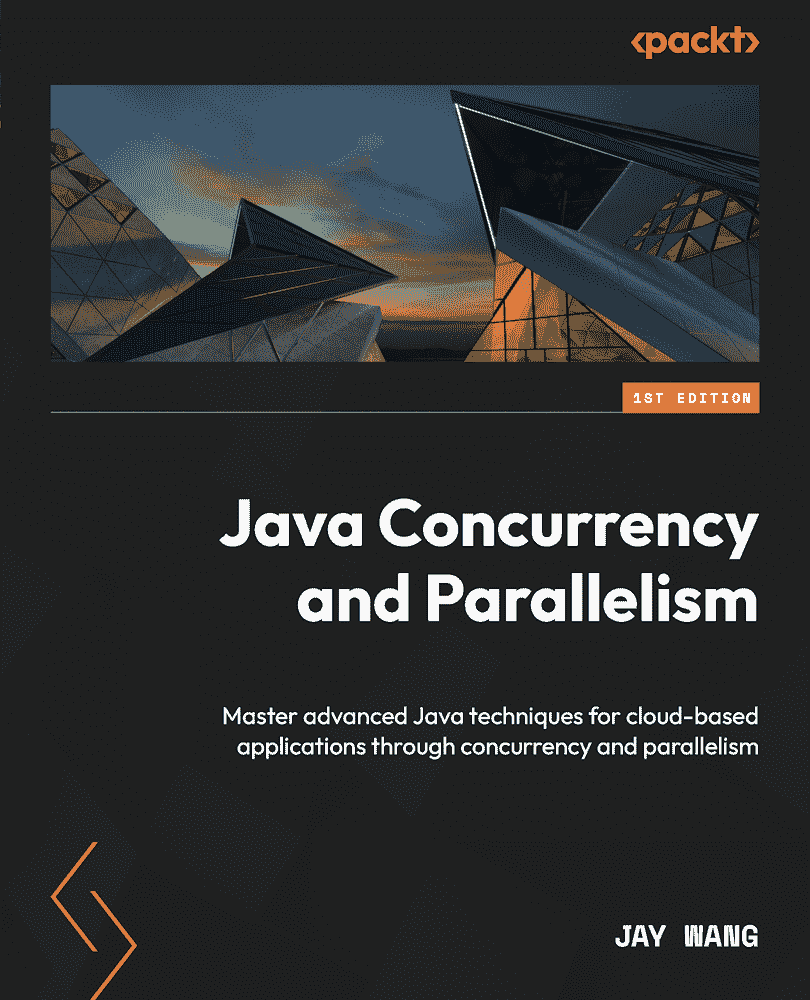 <packt>
1ST EDITION
Java Concurrency
and Parallelism
Master advanced Java techniques for cloud-based
applications through concurrency and parallelism
JAY WANG